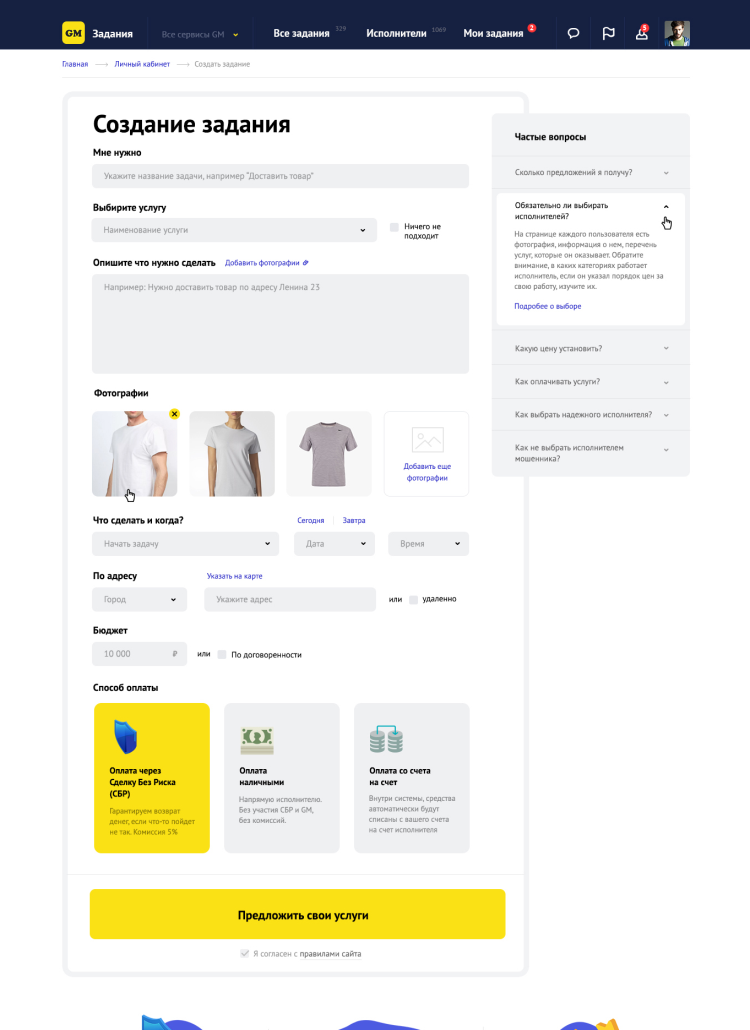 GM Задания Все сервисы GM Все задания 329 Исполнители 1069 Мои задания 2 5
Главная Личный кабинет Создать задание
Создание задания
Мне нужно
Укажите название задачи, например "Доставить товар"
Выбирите услугу
Наименование услуги
Ничего не
подходит
Опишите что нужно сделать Добавить фотографии
Например: Нужно доставить товар по адресу Ленина 23
Фотографии
Добавить еще
фотографии
Что сделать и когда? Сегодня Завтра
Начать задачу Дата Время
По адресу Указать на карте
Город Укажите адрес или удаленно
Бюджет
10 000 ₽ или По договоренности
Способ оплаты
Оплата через
Сделку Без Риска
(СБР)
Гарантируем возврат
денег, если что-то пойдет
не так. Комиссия 5%
Оплата
наличными
Напрямую исполнителю.
Без участия СБР и GM,
без комиссий.
Оплата со счета
на счет
Внутри системы, средства
автоматически будут
списаны с вашего счета
на счет исполнителя
Предложить свои услуги
Я согласен с правилами сайта
Частые вопросы
Сколько предложений я получу?
Обязательно ли выбирать
исполнителей?
На странице каждого пользователя есть
фотография, информация о нем, перечень
услуг, которые он оказывает. Обратите
внимание, в каких категориях работает
исполнитель, если он указал порядок цен за
свою работу, изучите их.
Подробее о выборе
Какую цену установить?
Как оплачивать услуги?
Как выбрать надежного исполнителя?
Как не выбрать исполнителем
мошенника?